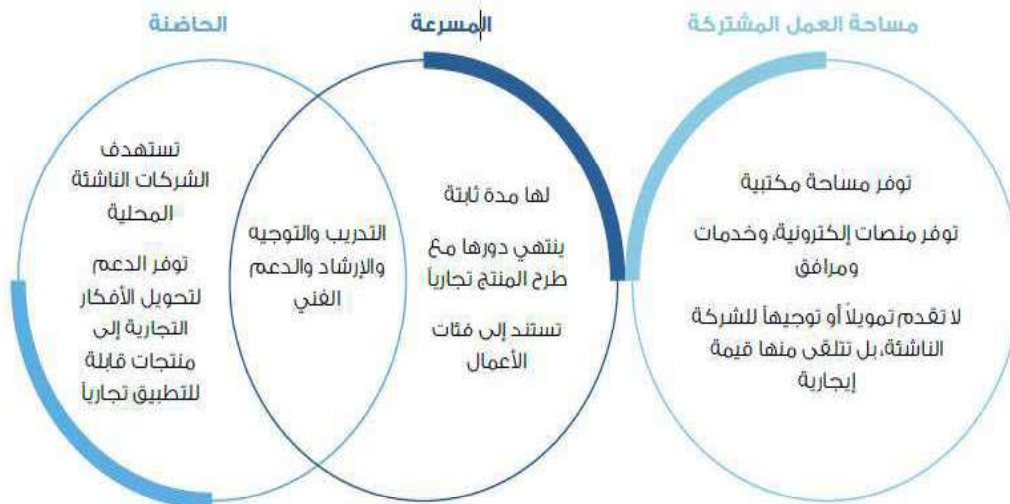 مساحة العمل المشتركة
توفر مساحة مكتبية
توفر منصات إلكترونية، وخدمات
ومرافق
لا تقدم تمويلاً أو توجيهاً للشركة
الناشئة، بل تتلقى منها قيمة
إيجارية
المسرعة
لها مدة ثابتة
ينتهي دورها مع
طرح المنتج تجارياً
تستند إلى فئات
الأعمال
التدريب والتوجيه
والإرشاد والدعم
الفني
الحاضنة
تستهدف
الشركات الناشئة
المحلية
توفر الدعم
لتحويل الأفكار
التجارية إلى
منتجات قابلة
للتطبيق تجارياً